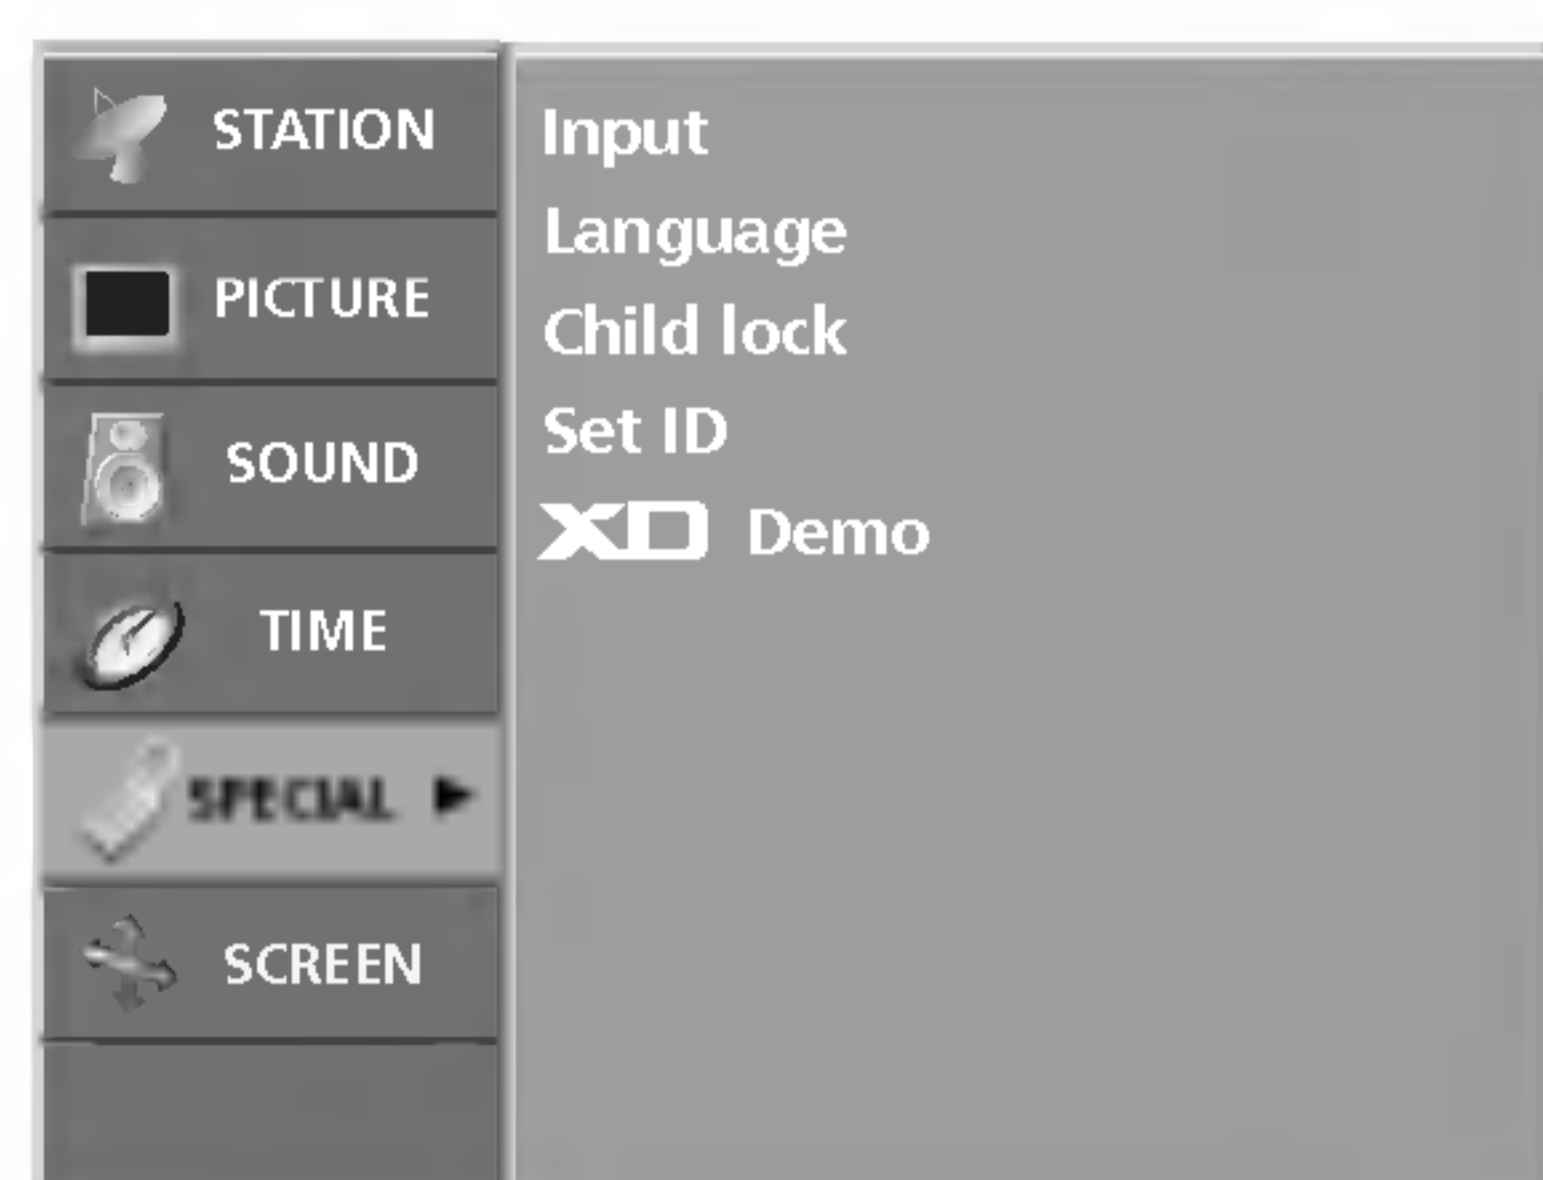 STATION
PICTURE
SOUND
TIME
SPECIAL
SCREEN
Input
Language
Child lock
Set ID
XD Demo